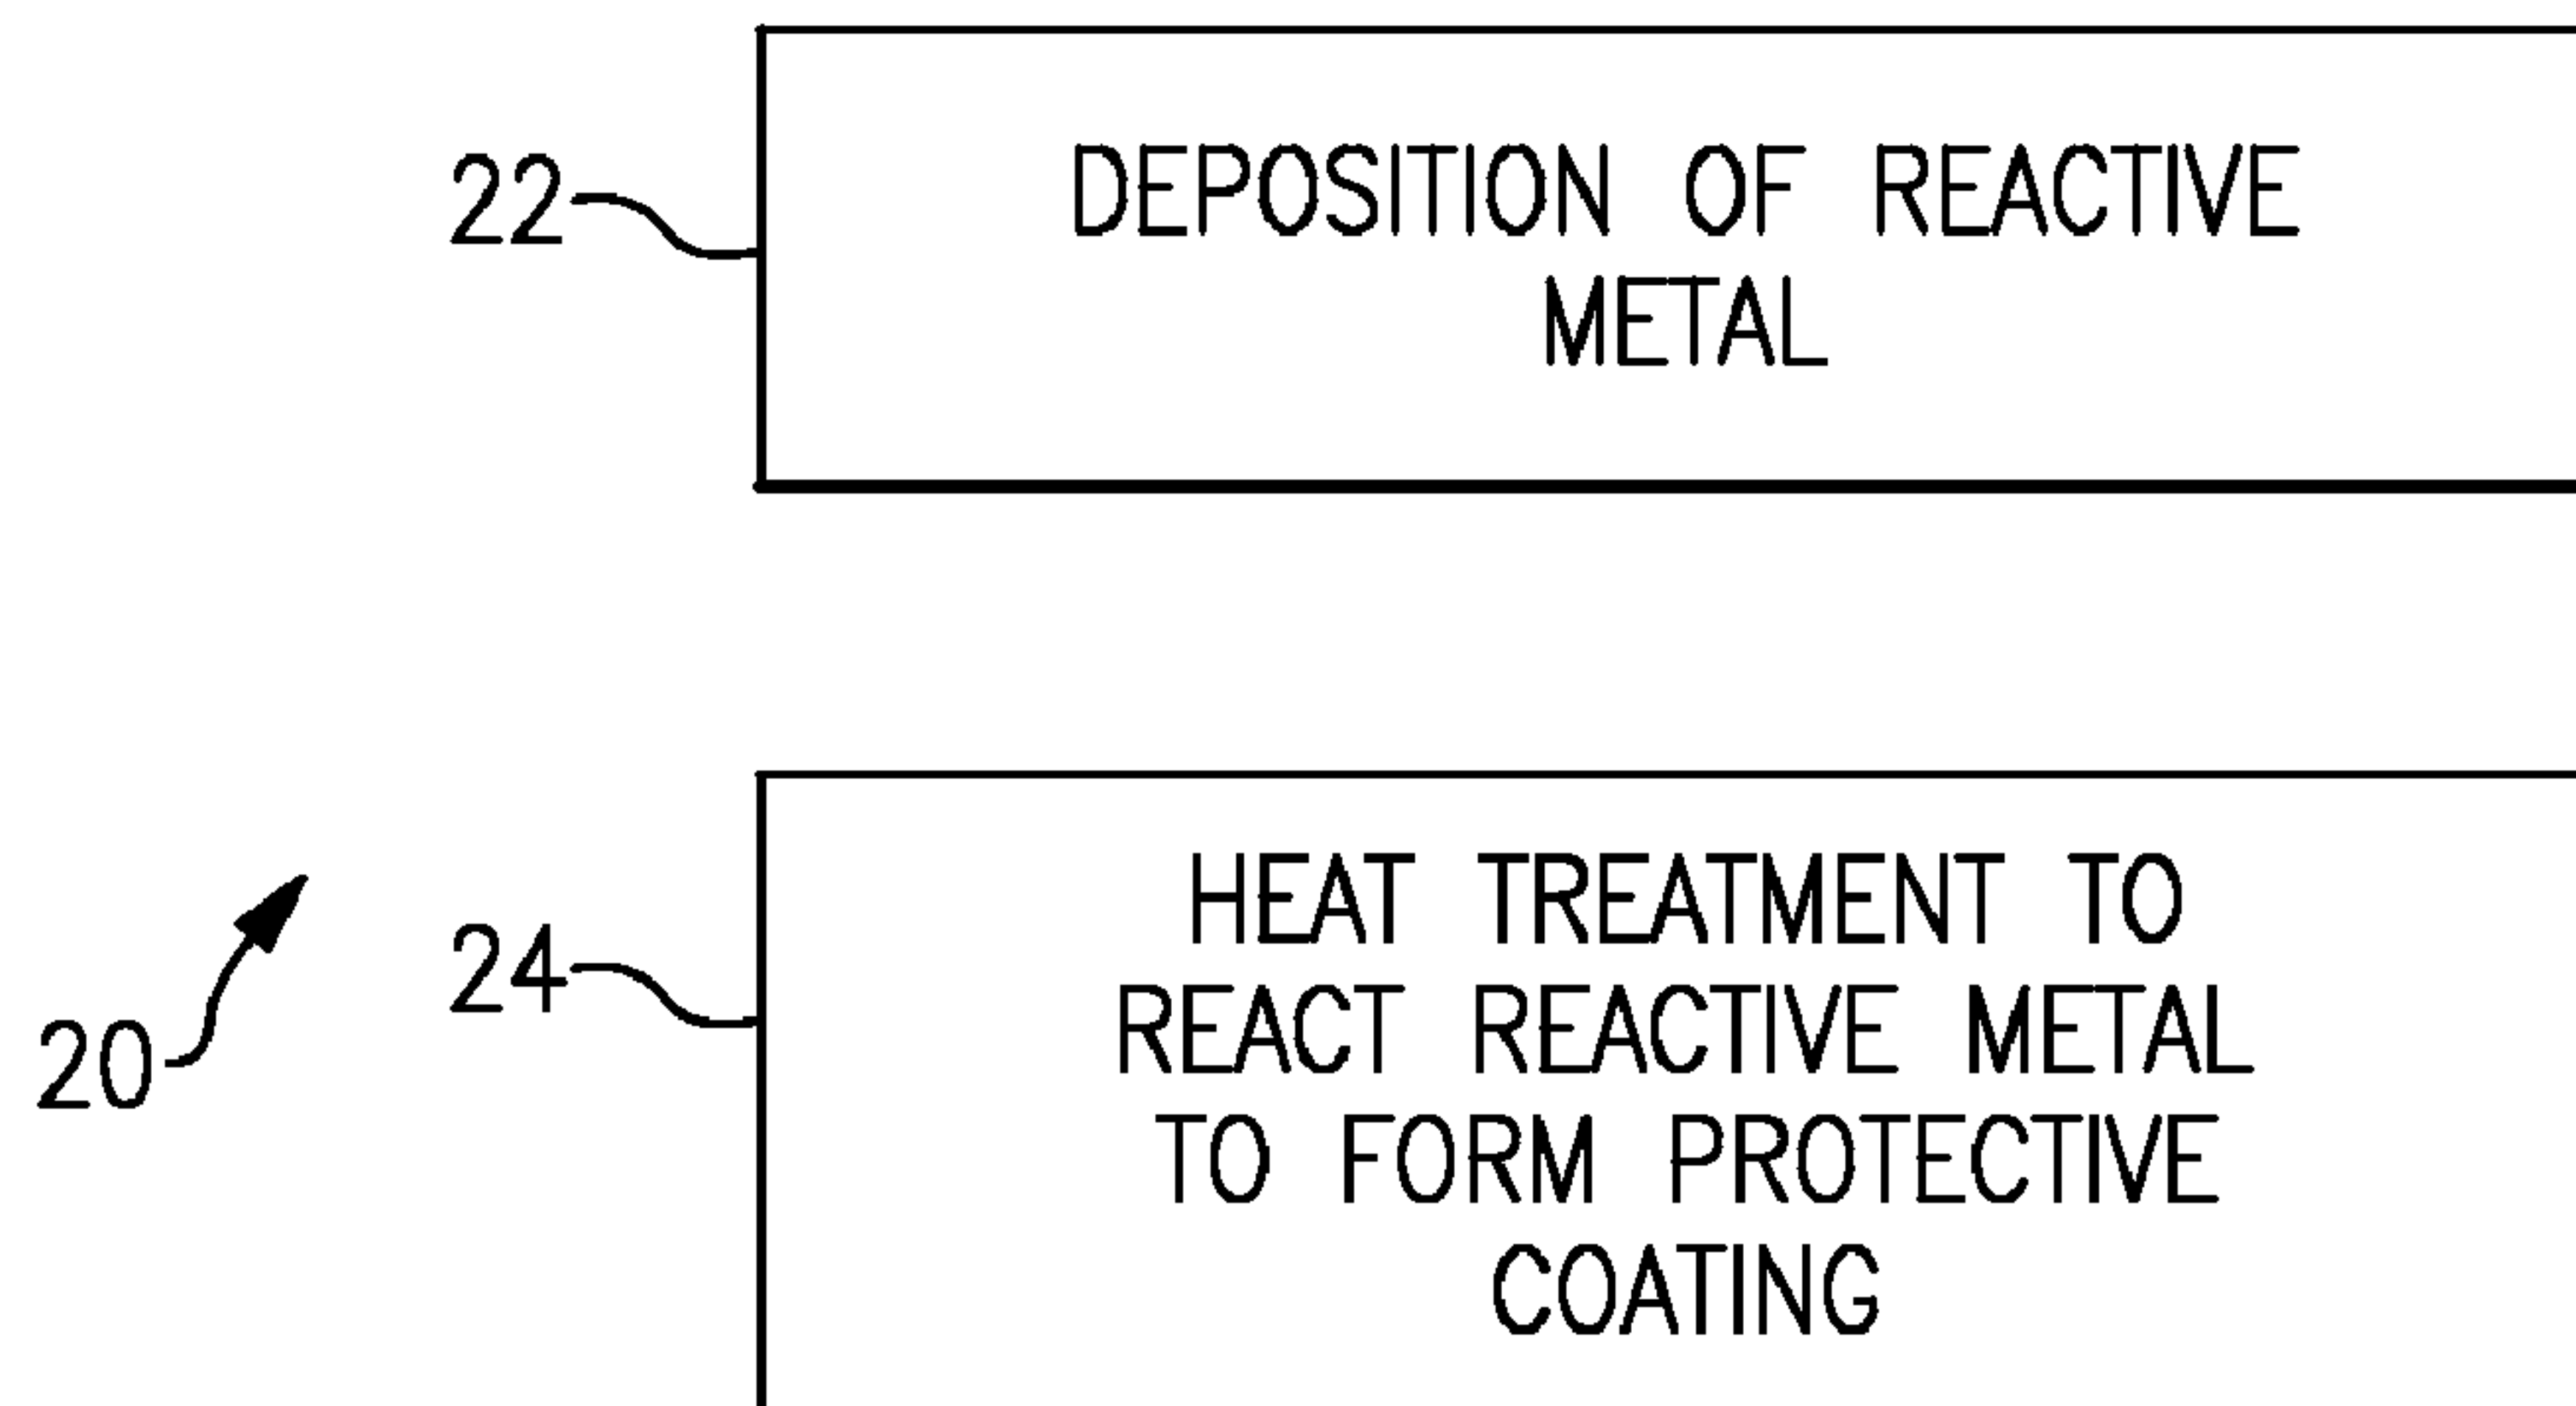 22
DEPOSITION OF REACTIVE
METAL
20
24
HEAT TREATMENT TO
REACT REACTIVE METAL
TO FORM PROTECTIVE
COATING